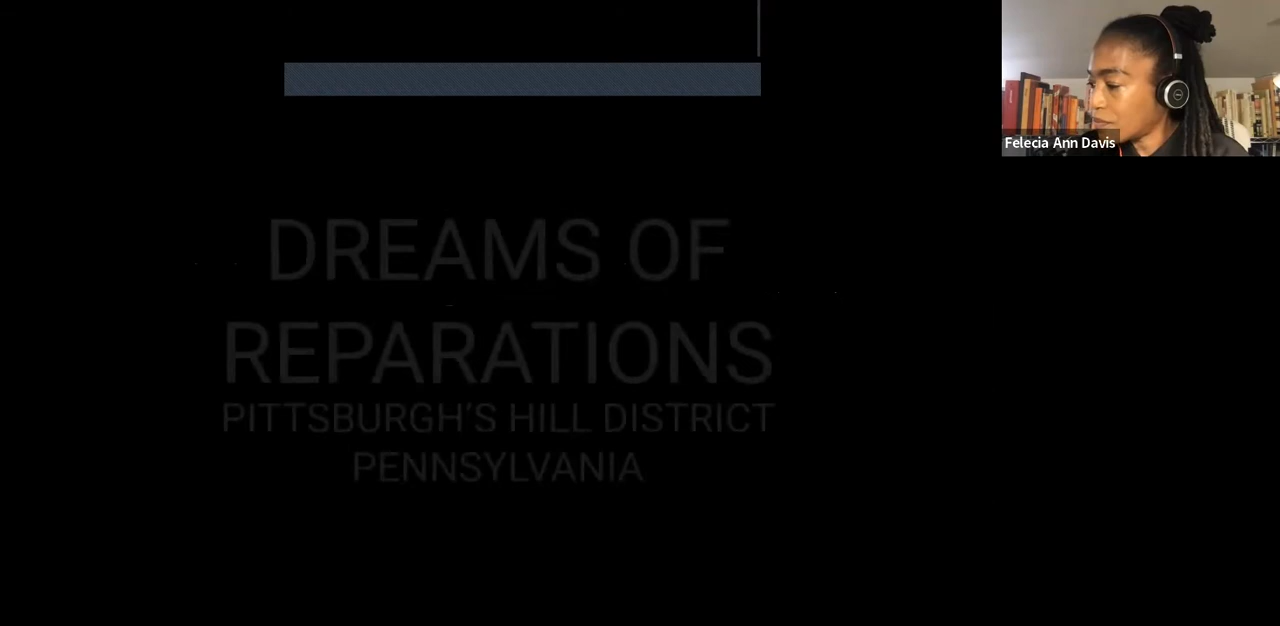 Felecia Ann Davis
DREAMS OF
REPARATIONS
PITTSBURGH'S HILL DISTRICT
PENNSYLVANIA